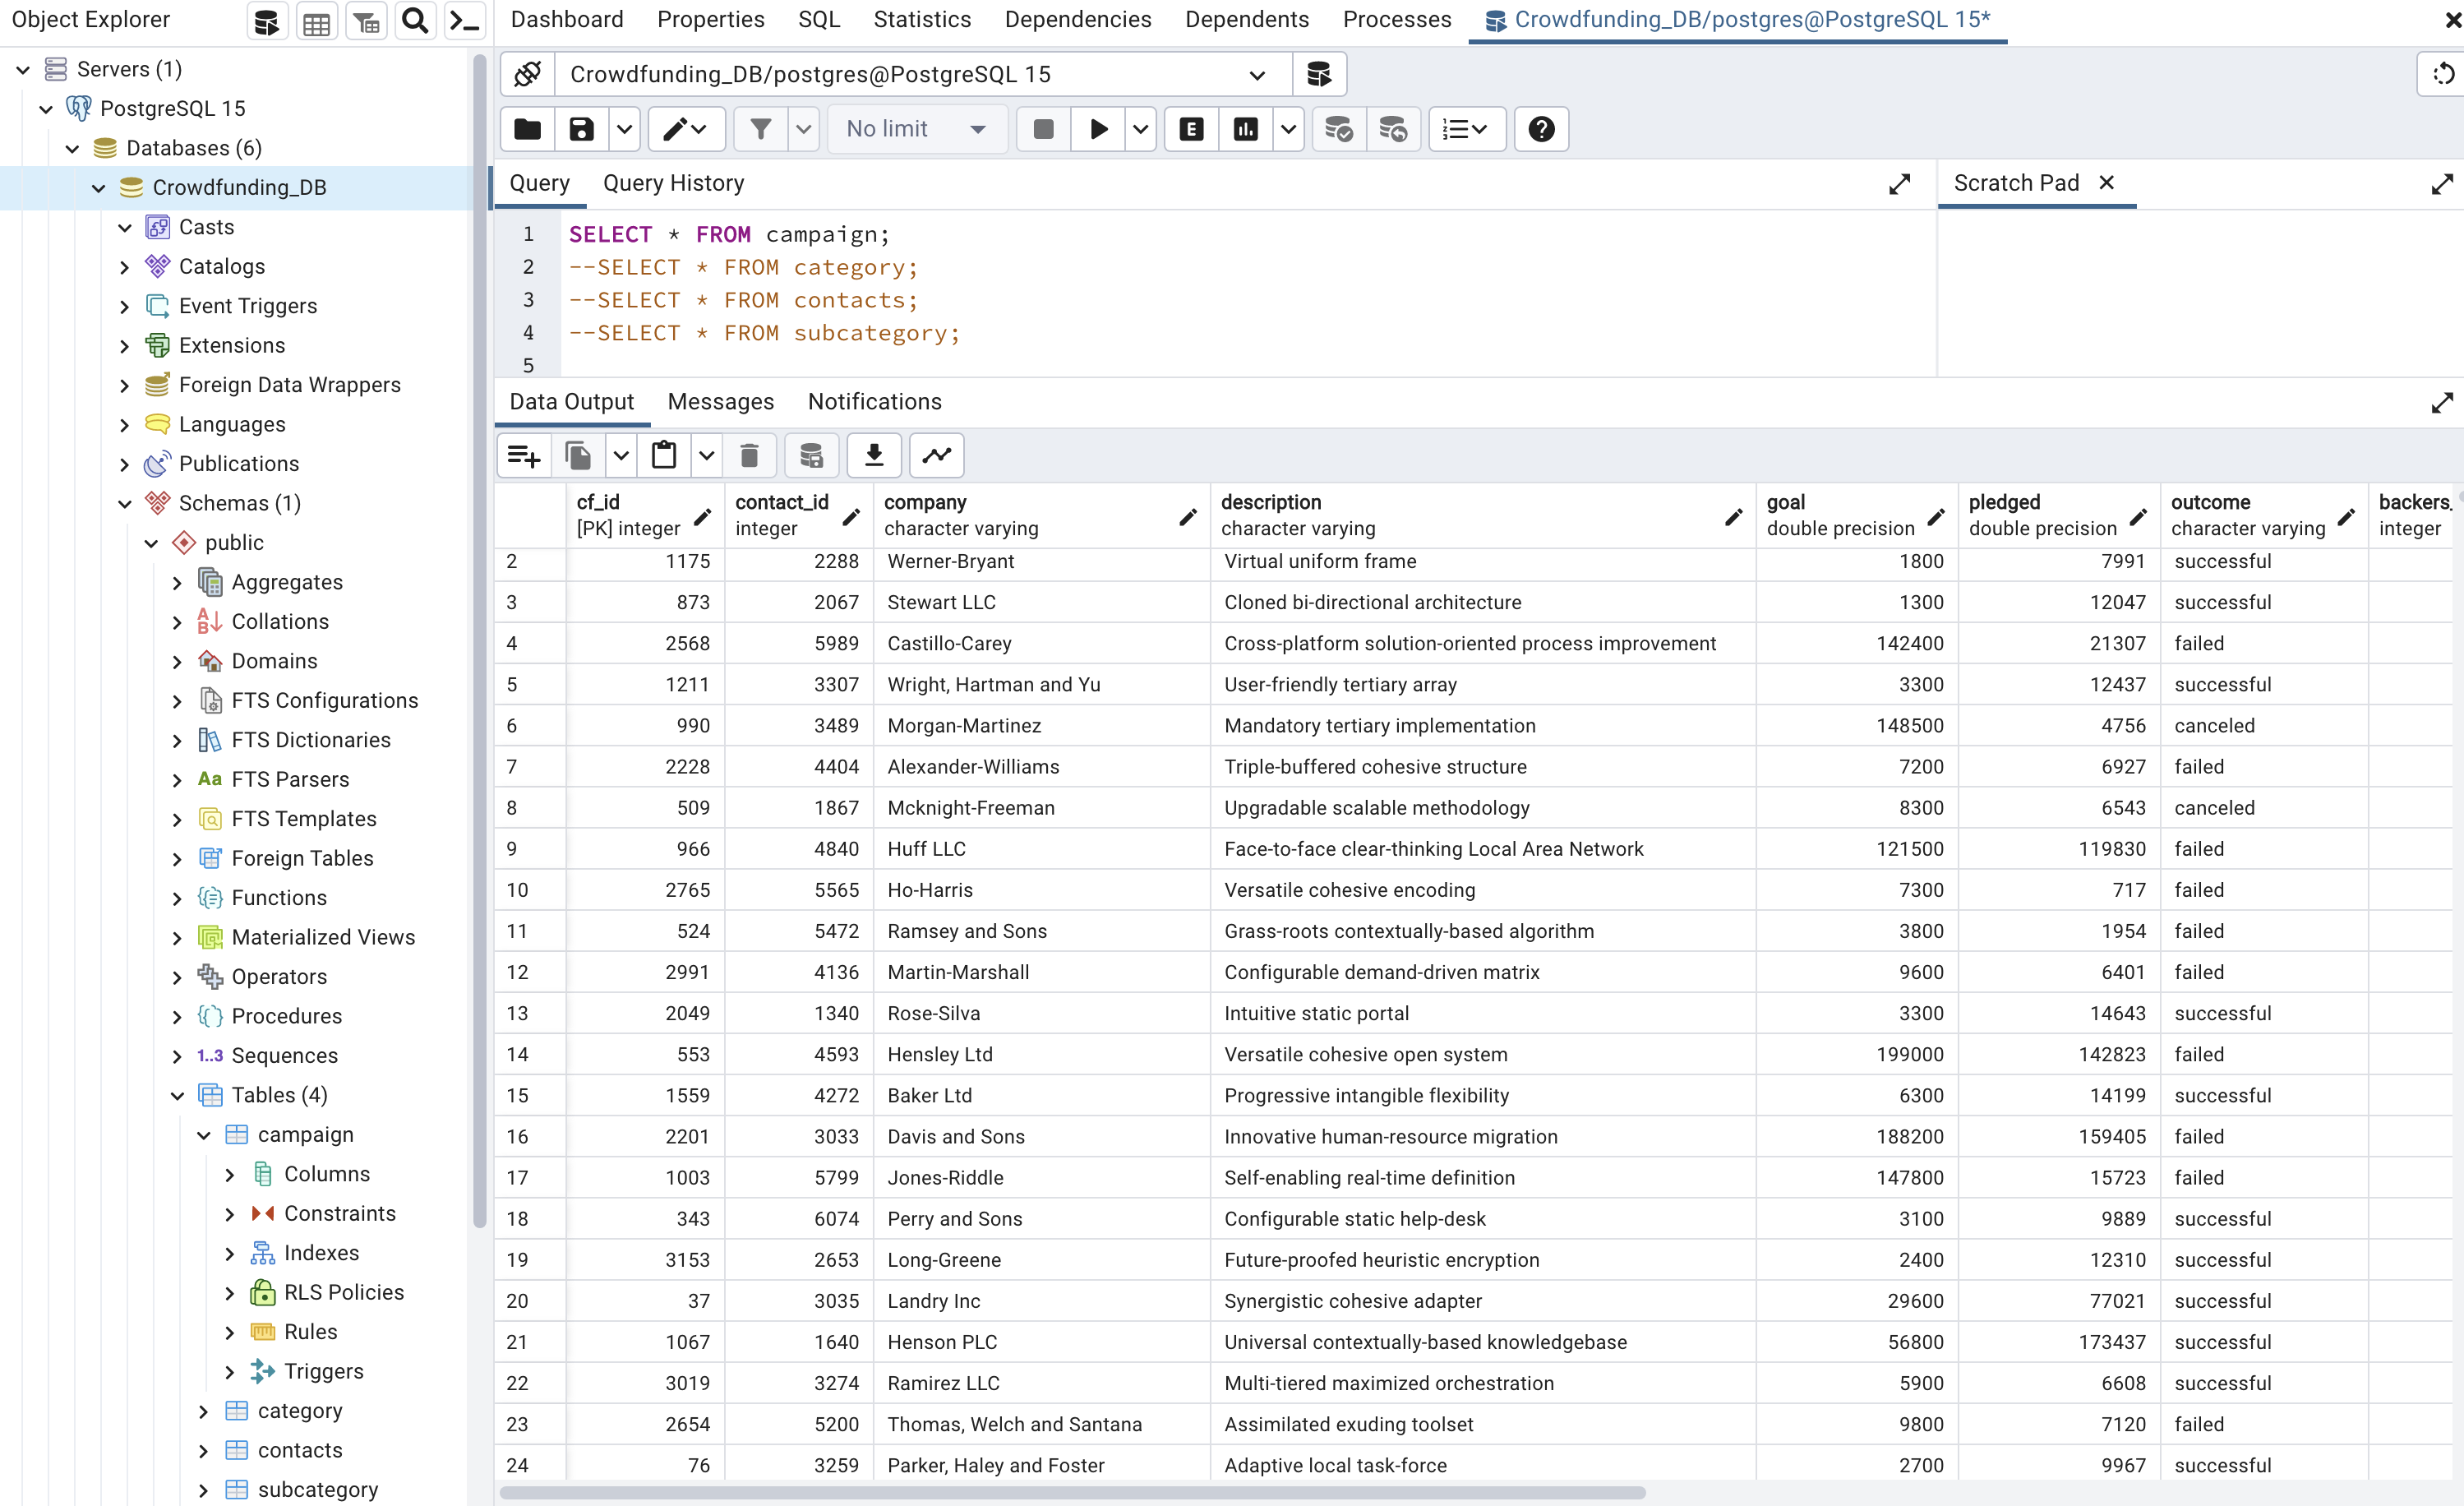 Object Explorer
Dashboard Properties SQL Statistics Dependencies Dependents Processes Crowdfunding_DB/postgres@PostgreSQL 15*
Servers (1)
PostgreSQL 15
Databases (6)
Crowdfunding_DB
Casts
Catalogs
Event Triggers
Extensions
Foreign Data Wrappers
Languages
Publications
Schemas (1)
public
Aggregates
Collations
Domains
FTS Configurations
FTS Dictionaries
Aa FTS Parsers
FTS Templates
Foreign Tables
Functions
Materialized Views
Operators
Procedures
1..3 Sequences
Tables (4)
campaign
Columns
Constraints
Indexes
RLS Policies
Rules
Triggers
category
contacts
subcategory
Crowdfunding_DB/postgres@PostgreSQL 15
No limit E
Query Query History Scratch Pad
1 SELECT * FROM campaign;
2 --SELECT * FROM category;
3 --SELECT * FROM contacts;
4 --SELECT * FROM subcategory;
5
Data Output Messages Notifications
cf_id contact_id company description goal pledged outcome backers_
[PK] integer integer character varying character varying double precision double precision character varying integer
2 1175 2288 Werner-Bryant Virtual uniform frame 1800 7991 successful
3 873 2067 Stewart LLC Cloned bi-directional architecture 1300 12047 successful
4 2568 5989 Castillo-Carey Cross-platform solution-oriented process improvement 142400 21307 failed
5 1211 3307 Wright, Hartman and Yu User-friendly tertiary array 3300 12437 successful
6 990 3489 Morgan-Martinez Mandatory tertiary implementation 148500 4756 canceled
7 2228 4404 Alexander-Williams Triple-buffered cohesive structure 7200 6927 failed
8 509 1867 Mcknight-Freeman Upgradable scalable methodology 8300 6543 canceled
9 966 4840 Huff LLC Face-to-face clear-thinking Local Area Network 121500 119830 failed
10 2765 5565 Ho-Harris Versatile cohesive encoding 7300 717 failed
11 524 5472 Ramsey and Sons Grass-roots contextually-based algorithm 3800 1954 failed
12 2991 4136 Martin-Marshall Configurable demand-driven matrix 9600 6401 failed
13 2049 1340 Rose-Silva Intuitive static portal 3300 14643 successful
14 553 4593 Hensley Ltd Versatile cohesive open system 199000 142823 failed
15 1559 4272 Baker Ltd Progressive intangible flexibility 6300 14199 successful
16 2201 3033 Davis and Sons Innovative human-resource migration 188200 159405 failed
17 1003 5799 Jones-Riddle Self-enabling real-time definition 147800 15723 failed
18 343 6074 Perry and Sons Configurable static help-desk 3100 9889 successful
19 3153 2653 Long-Greene Future-proofed heuristic encryption 2400 12310 successful
20 37 3035 Landry Inc Synergistic cohesive adapter 29600 77021 successful
21 1067 1640 Henson PLC Universal contextually-based knowledgebase 56800 173437 successful
22 3019 3274 Ramirez LLC Multi-tiered maximized orchestration 5900 6608 successful
23 2654 5200 Thomas, Welch and Santana Assimilated exuding toolset 9800 7120 failed
24 76 3259 Parker, Haley and Foster Adaptive local task-force 2700 9967 successful